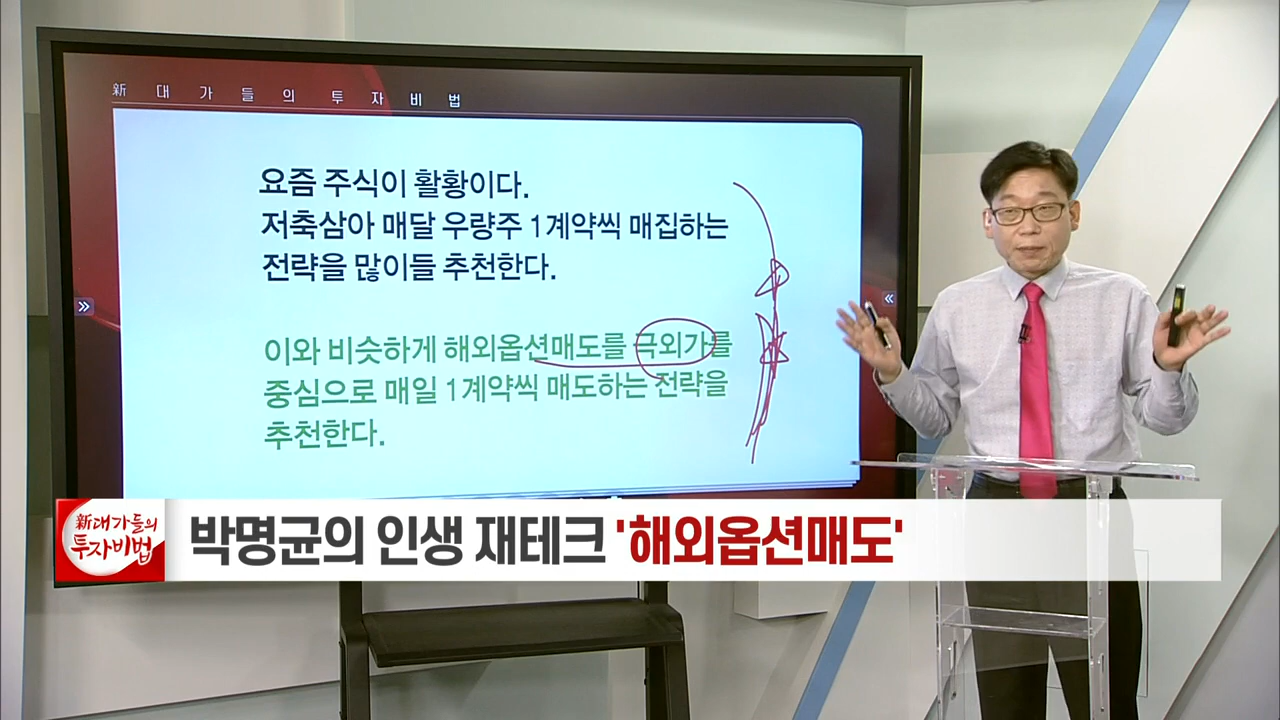 新 대 가 들 의 투 자 비 법
요즘 주식이 활황이다.
저축삼아 매달 우량주 1계약씩 매집하는
전략을 많이들 추천한다.
이와 비슷하게 해외옵션매도를 극외가를
중심으로 매일 1계약씩 매도하는 전략을
추천한다.
新대가들의
투자비법
박명균의 인생 재테크 '해외옵션매도'